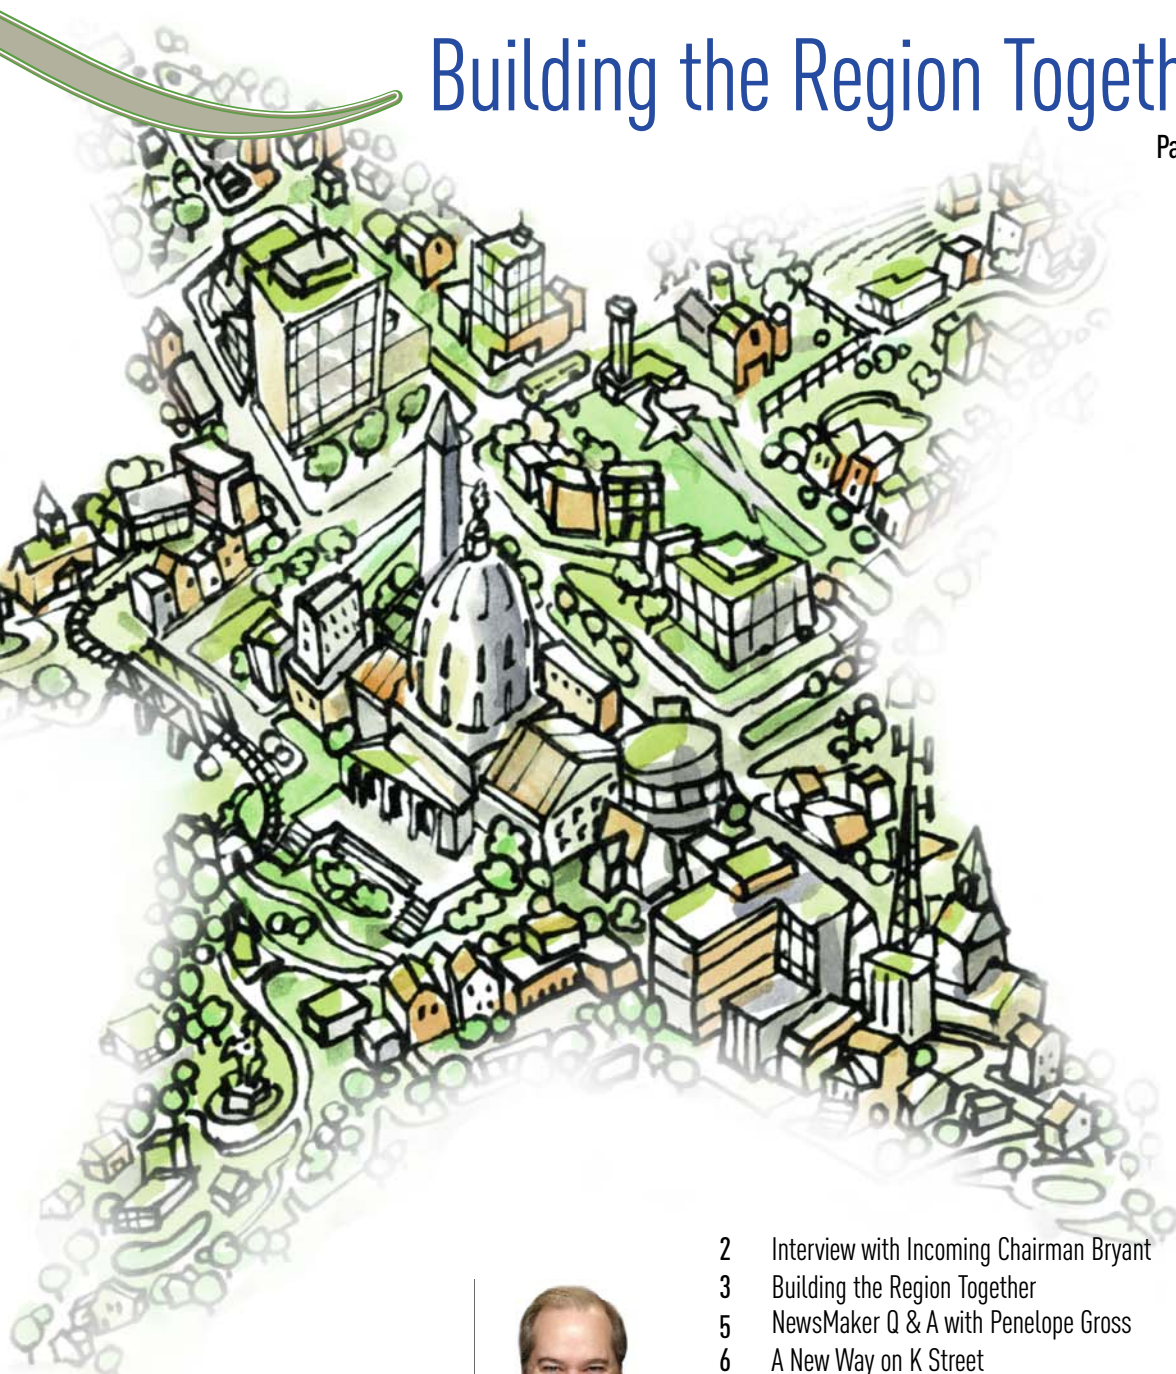 Building the Region Togeth
Pa
2 Interview with Incoming Chairman Bryant
3 Building the Region Together
5 NewsMaker Q & A with Penelope Gross
6 A New Way on K Street